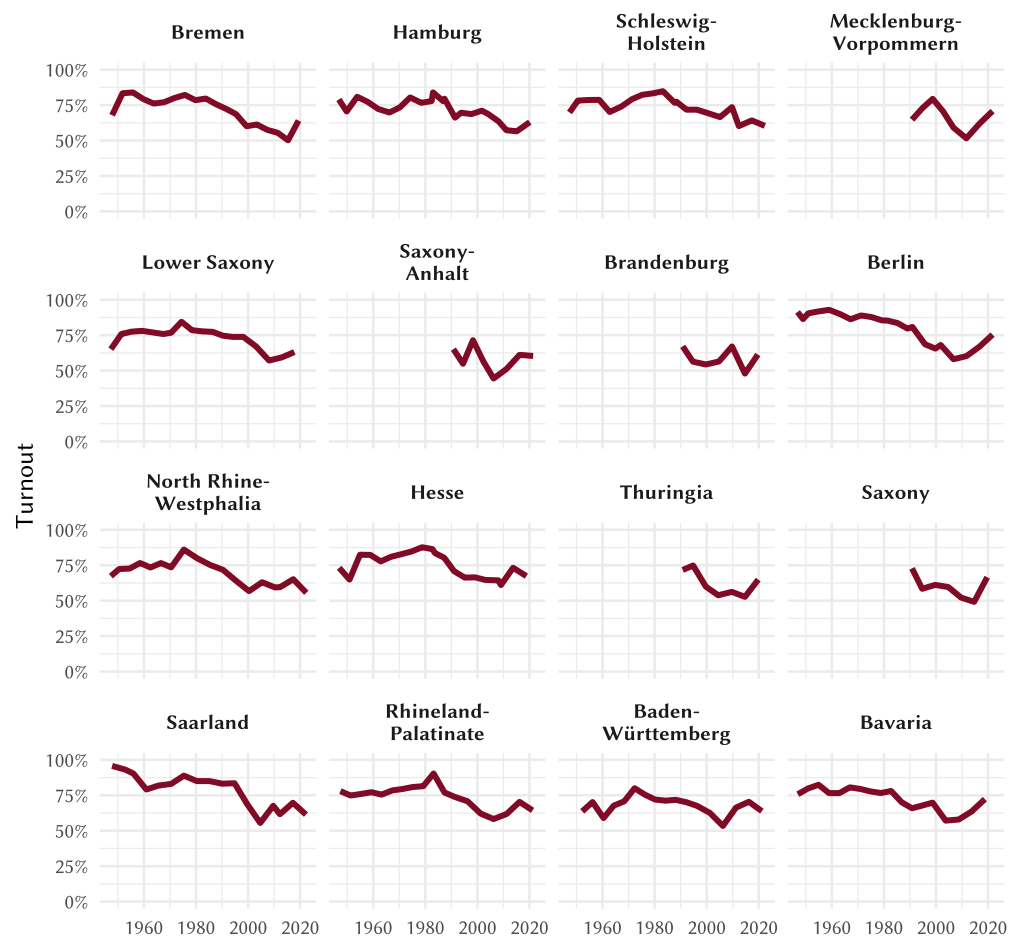 Bremen
Hamburg
Schleswig-
Holstein
Mecklenburg-
Vorpommern
100%
75%
50%
25%
0%
Lower Saxony
Saxony-
Anhalt
Brandenburg
Berlin
100%
75%
50%
25%
0%
Turnout
North Rhine-
Westphalia
Hesse
Thuringia
Saxony
100%
75%
50%
25%
0%
Saarland
Rhineland-
Palatinate
Baden-
Württemberg
Bavaria
100%
75%
50%
25%
0%
1960 1980 2000 2020
1960 1980 2000 2020
1960 1980 2000 2020
1960 1980 2000 2020